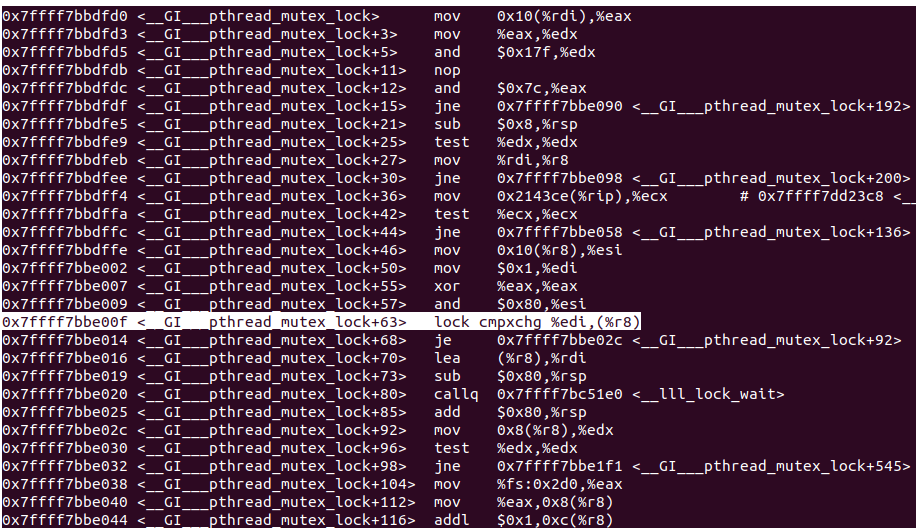 0x7ffff7bbdfd0 <__GI___pthread_mutex_lock> mov 0x10(%rdi),%eax
0x7ffff7bbdfd3 <__GI___pthread_mutex_lock+3> mov %eax,%edx
0x7ffff7bbdfd5 <__GI___pthread_mutex_lock+5> and $0x17f,%edx
0x7ffff7bbdfdb <__GI___pthread_mutex_lock+11> nop
0x7ffff7bbdfdc <__GI___pthread_mutex_lock+12> and $0x7c,%eax
0x7ffff7bbdfdf <__GI___pthread_mutex_lock+15> jne 0x7ffff7bbe090 <__GI___pthread_mutex_lock+192>
0x7ffff7bbdfe5 <__GI___pthread_mutex_lock+21> sub $0x8,%rsp
0x7ffff7bbdfe9 <__GI___pthread_mutex_lock+25> test %edx,%edx
0x7ffff7bbdfeb <__GI___pthread_mutex_lock+27> mov %rdi,%r8
0x7ffff7bbdfee <__GI___pthread_mutex_lock+30> jne 0x7ffff7bbe098 <__GI___pthread_mutex_lock+200>
0x7ffff7bbdff4 <__GI___pthread_mutex_lock+36> mov 0x2143ce(%rip),%ecx # 0x7ffff7dd23c8 <__
0x7ffff7bbdffa <__GI___pthread_mutex_lock+42> test %ecx,%ecx
0x7ffff7bbdffc <__GI___pthread_mutex_lock+44> jne 0x7ffff7bbe058 <__GI___pthread_mutex_lock+136>
0x7ffff7bbdffe <__GI___pthread_mutex_lock+46> mov 0x10(%r8),%esi
0x7ffff7bbe002 <__GI___pthread_mutex_lock+50> mov $0x1,%edi
0x7ffff7bbe007 <__GI___pthread_mutex_lock+55> xor %eax,%eax
0x7ffff7bbe009 <__GI___pthread_mutex_lock+57> and $0x80,%esi
0x7ffff7bbe00f <__GI___pthread_mutex_lock+63> lock cmpxchg %edi,(%r8)
0x7ffff7bbe014 <__GI___pthread_mutex_lock+68> je 0x7ffff7bbe02c <__GI___pthread_mutex_lock+92>
0x7ffff7bbe016 <__GI___pthread_mutex_lock+70> lea (%r8),%rdi
0x7ffff7bbe019 <__GI___pthread_mutex_lock+73> sub $0x80,%rsp
0x7ffff7bbe020 <__GI___pthread_mutex_lock+80> callq 0x7ffff7bc51e0 <__lll_lock_wait>
0x7ffff7bbe025 <__GI___pthread_mutex_lock+85> add $0x80,%rsp
0x7ffff7bbe02c <__GI___pthread_mutex_lock+92> mov 0x8(%r8),%edx
0x7ffff7bbe030 <__GI___pthread_mutex_lock+96> test %edx,%edx
0x7ffff7bbe032 <__GI___pthread_mutex_lock+98> jne 0x7ffff7bbe1f1 <__GI___pthread_mutex_lock+545>
0x7ffff7bbe038 <__GI___pthread_mutex_lock+104> mov %fs:0x2d0,%eax
0x7ffff7bbe040 <__GI___pthread_mutex_lock+112> mov %eax,0x8(%r8)
0x7ffff7bbe044 <__GI___pthread_mutex_lock+116> addl $0x1,0xc(%r8)